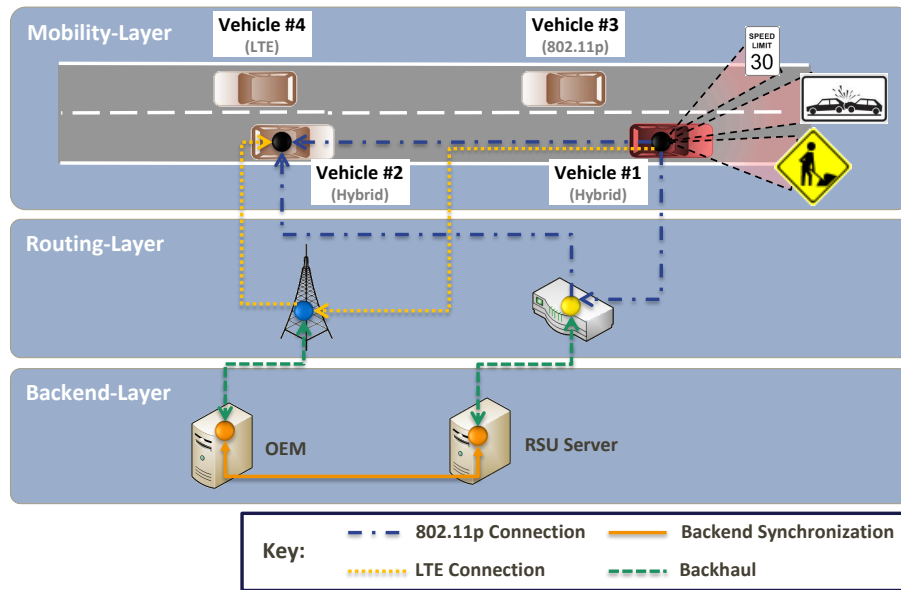 Mobility-Layer
Vehicle #4
(LTE)
Vehicle #3
(802.11p)
SPEED
LIMIT
30
Vehicle #2
(Hybrid)
Vehicle #1
(Hybrid)
Routing-Layer
Backend-Layer
OEM
RSU Server
Key:
802.11p Connection
Backend Synchronization
LTE Connection
Backhaul